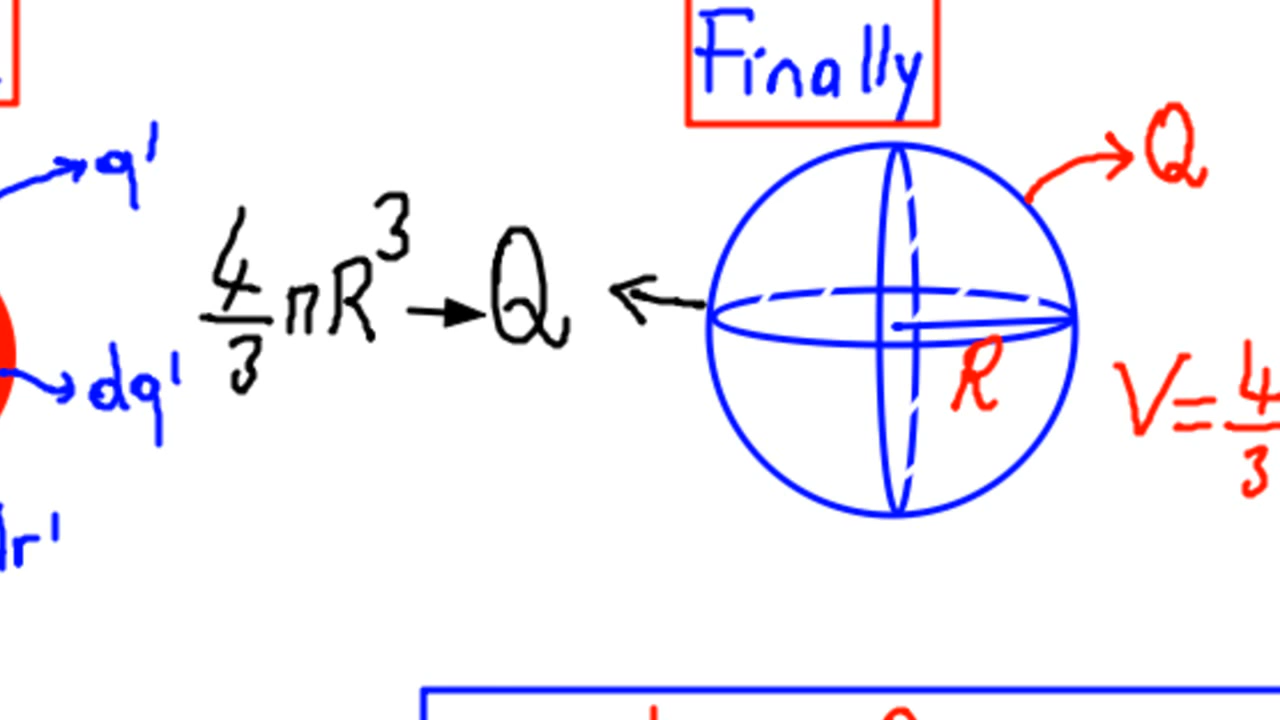 Finally
q'
Q
4/3 πR³ → Q
R
dq'
V = 4/3
r'